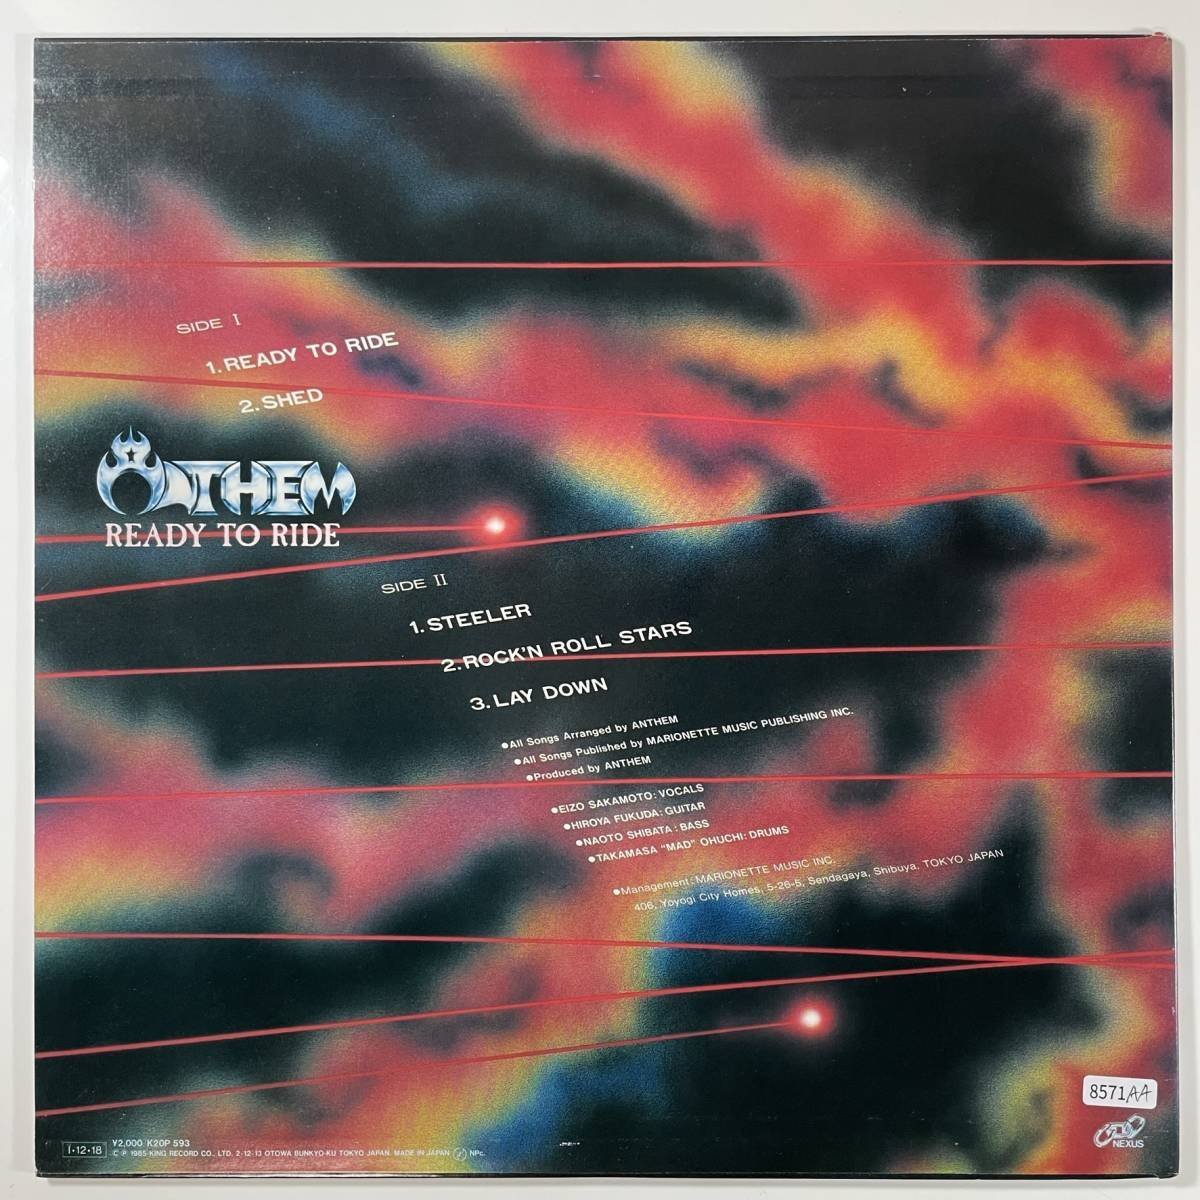 SIDE I
1.READY TO RIDE
2.SHED
ANTHEM
READY TO RIDE
SIDE II
1.STEELER
2.ROCK'N ROLL STARS
3.LAY DOWN
●All Songs Arranged by ANTHEM
●All Songs Published by MARIONETTE MUSIC PUBLISHING INC.
●Produced by ANTHEM
●EIZO SAKAMOTO: VOCALS
●HIROYA FUKUDA: GUITAR
●NAOTO SHIBATA: BASS
●TAKAMASA "MAD" OHUCHI: DRUMS
●Management: MARIONETTE MUSIC INC.
406, Yoyogi City Homes, 5-26-5, Sendagaya, Shibuya, TOKYO JAPAN
8571AA
I·12·18
¥2,000 K20P 593
C P 1985 KING RECORD CO., LTD. 2-12-13 OTOWA BUNKYO-KU TOKYO JAPAN. MADE IN JAPAN NPc.
NEXUS